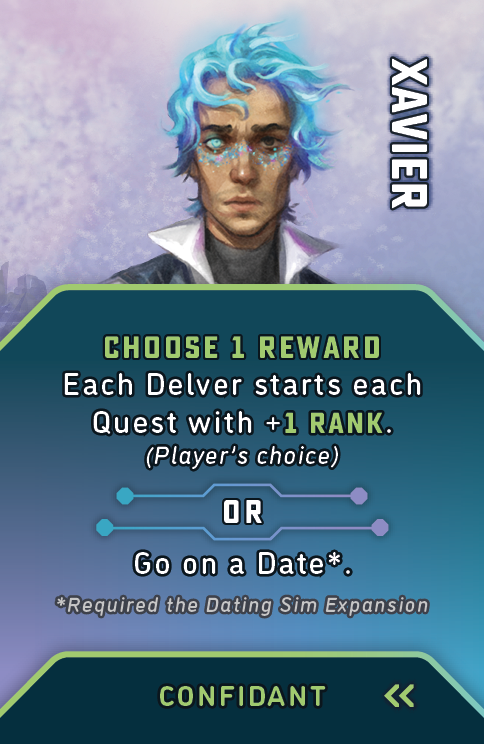 XAVIER
CHOOSE 1 REWARD
Each Delver starts each
Quest with +1 RANK.
(Player's choice)
OR
Go on a Date*.
*Required the Dating Sim Expansion
CONFIDANT